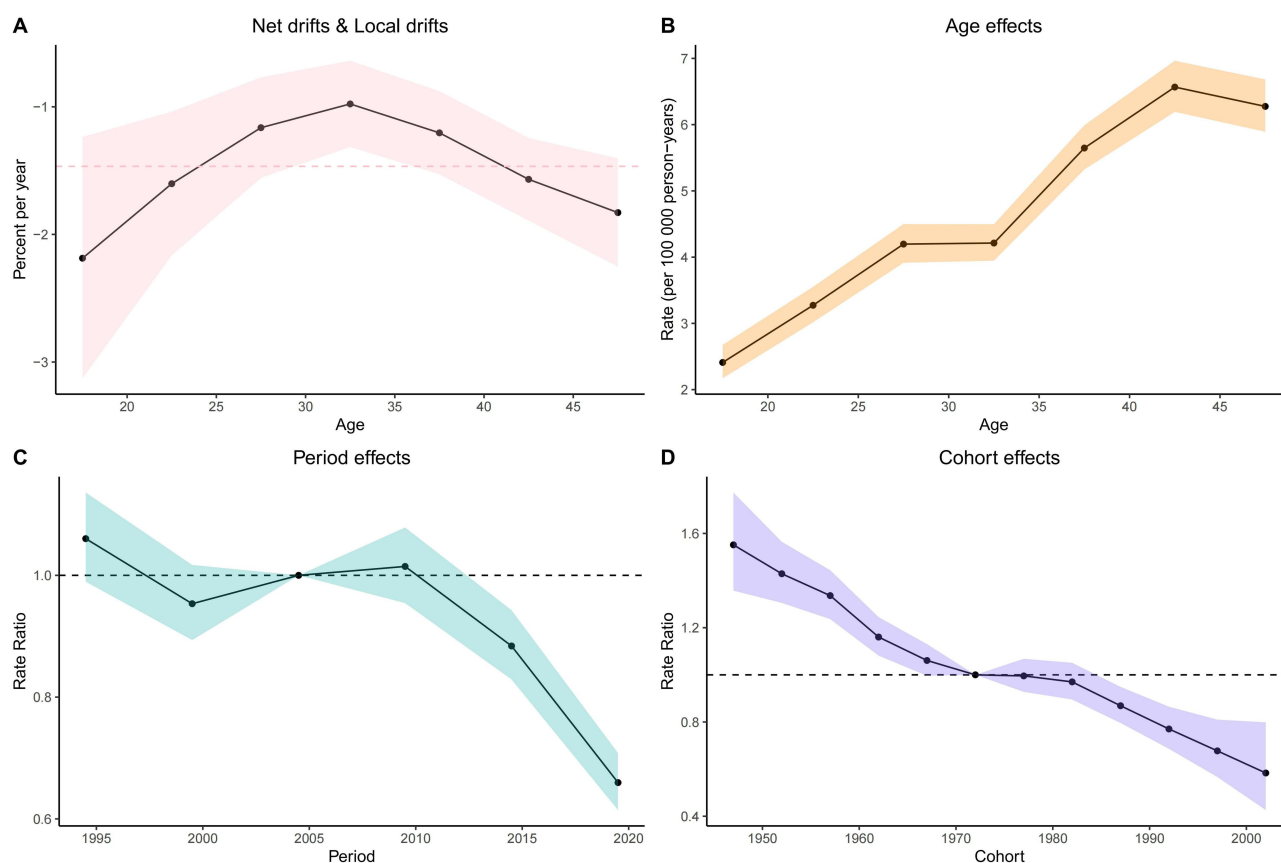 A
Net drifts & Local drifts
Percent per year
−1
−2
−3
20 25 30 35 40 45
Age
B
Age effects
Rate (per 100 000 person−years)
7
6
5
4
3
2
20 25 30 35 40 45
Age
C
Period effects
Rate Ratio
1.0
0.8
0.6
1995 2000 2005 2010 2015 2020
Period
D
Cohort effects
Rate Ratio
1.6
1.2
0.8
0.4
1950 1960 1970 1980 1990 2000
Cohort